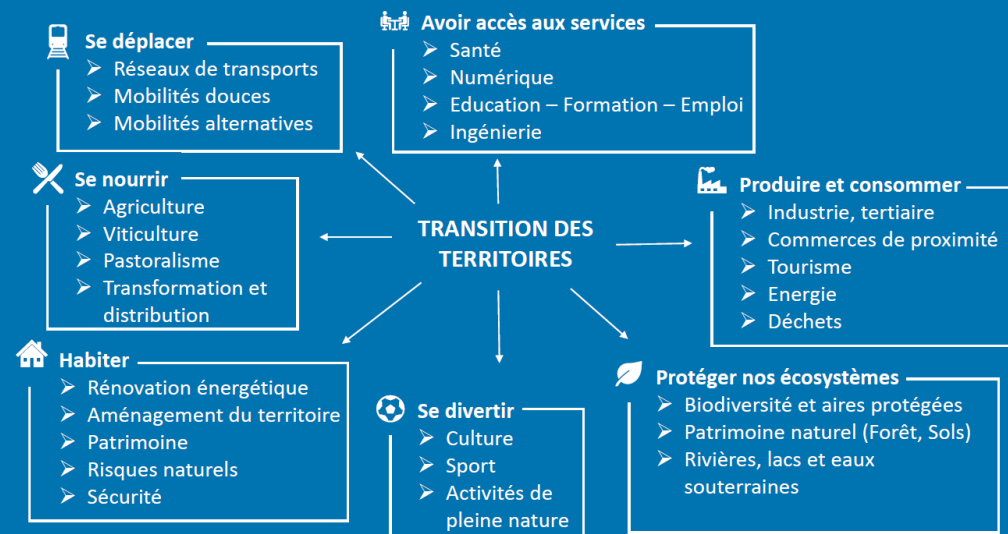 Se déplacer
➢ Réseaux de transports
➢ Mobilités douces
➢ Mobilités alternatives
Avoir accès aux services
➢ Santé
➢ Numérique
➢ Education – Formation – Emploi
➢ Ingénierie
Se nourrir
➢ Agriculture
➢ Viticulture
➢ Pastoralisme
➢ Transformation et
distribution
TRANSITION DES
TERRITOIRES
Produire et consommer
➢ Industrie, tertiaire
➢ Commerces de proximité
➢ Tourisme
➢ Energie
➢ Déchets
Habiter
➢ Rénovation énergétique
➢ Aménagement du territoire
➢ Patrimoine
➢ Risques naturels
➢ Sécurité
Se divertir
➢ Culture
➢ Sport
➢ Activités de
pleine nature
Protéger nos écosystèmes
➢ Biodiversité et aires protégées
➢ Patrimoine naturel (Forêt, Sols)
➢ Rivières, lacs et eaux
souterraines